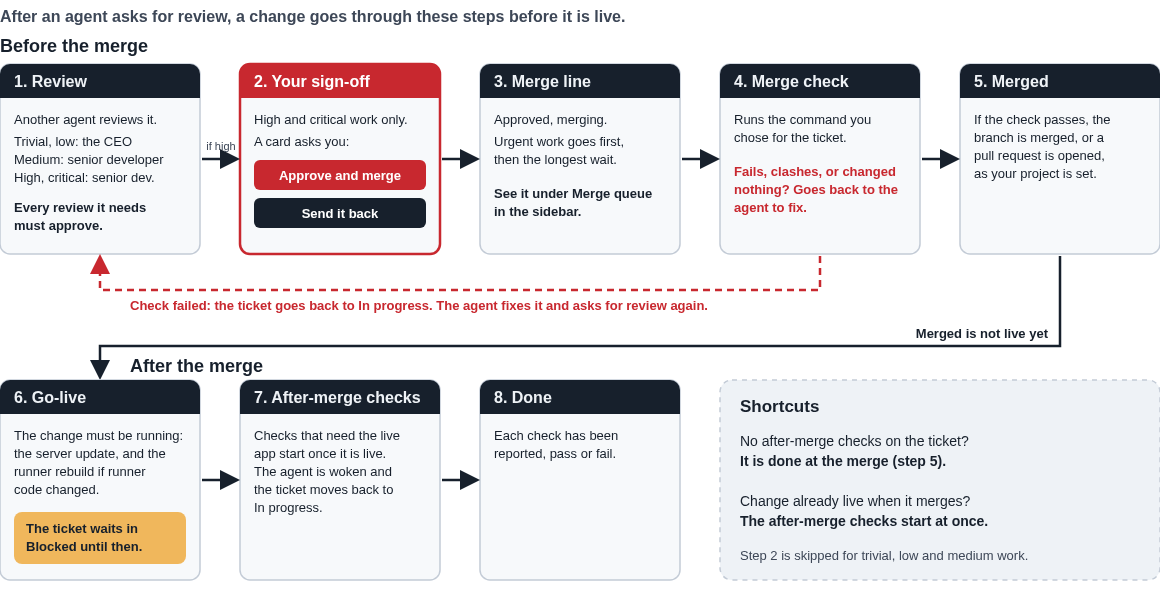 After an agent asks for review, a change goes through these steps before it is live.
Before the merge
1. Review
Another agent reviews it.
Trivial, low: the CEO
Medium: senior developer
High, critical: senior dev.
Every review it needs
must approve.
if high
2. Your sign-off
High and critical work only.
A card asks you:
Approve and merge
Send it back
3. Merge line
Approved, merging.
Urgent work goes first,
then the longest wait.
See it under Merge queue
in the sidebar.
4. Merge check
Runs the command you
chose for the ticket.
Fails, clashes, or changed
nothing? Goes back to the
agent to fix.
5. Merged
If the check passes, the
branch is merged, or a
pull request is opened,
as your project is set.
Check failed: the ticket goes back to In progress. The agent fixes it and asks for review again.
Merged is not live yet
After the merge
6. Go-live
The change must be running:
the server update, and the
runner rebuild if runner
code changed.
The ticket waits in
Blocked until then.
7. After-merge checks
Checks that need the live
app start once it is live.
The agent is woken and
the ticket moves back to
In progress.
8. Done
Each check has been
reported, pass or fail.
Shortcuts
No after-merge checks on the ticket?
It is done at the merge (step 5).
Change already live when it merges?
The after-merge checks start at once.
Step 2 is skipped for trivial, low and medium work.